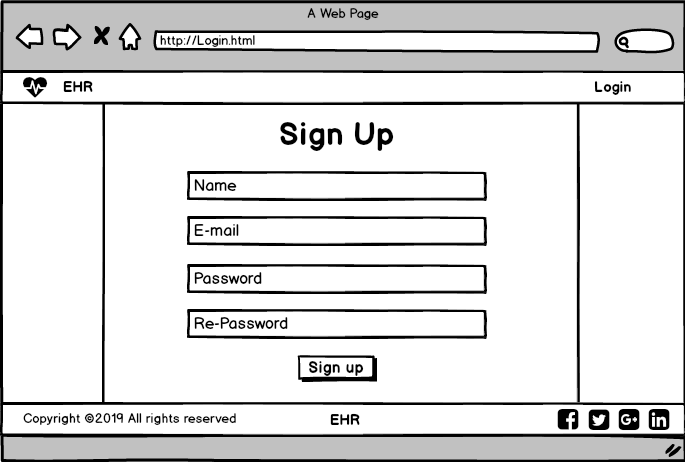 A Web Page
http://Login.html
EHR
Login
Sign Up
Name
E-mail
Password
Re-Password
Sign up
Copyright ©2019 All rights reserved
EHR